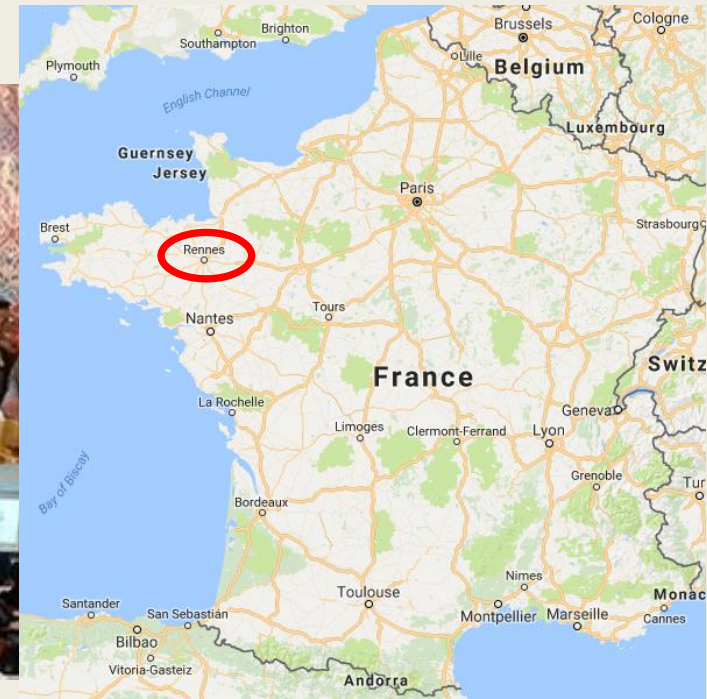 Brighton
Southampton
Plymouth
Brussels
Cologne
Lille
Belgium
English Channel
Luxembourg
Guernsey
Jersey
Paris
Brest
Strasbourg
Rennes
Tours
Nantes
France
Switz
La Rochelle
Geneva
Limoges
Clermont-Ferrand
Lyon
Bay of Biscay
Grenoble
Tur
Bordeaux
Nimes
Toulouse
Monac
Santander
San Sebastián
Montpellier
Marseille
Cannes
Bilbao
Vitoria-Gasteiz
Andorra